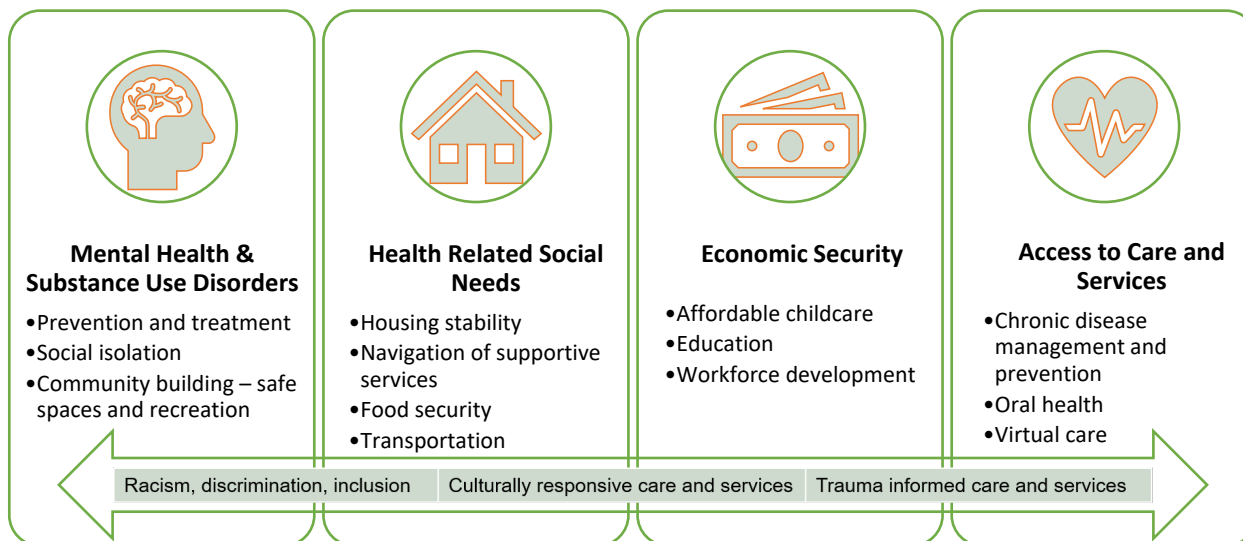 Mental Health &
Substance Use Disorders
•Prevention and treatment
•Social isolation
•Community building – safe
spaces and recreation
Health Related Social
Needs
•Housing stability
•Navigation of supportive
services
•Food security
•Transportation
Economic Security
•Affordable childcare
•Education
•Workforce development
Access to Care and
Services
•Chronic disease
management and
prevention
•Oral health
•Virtual care
Racism, discrimination, inclusion
Culturally responsive care and services
Trauma informed care and services